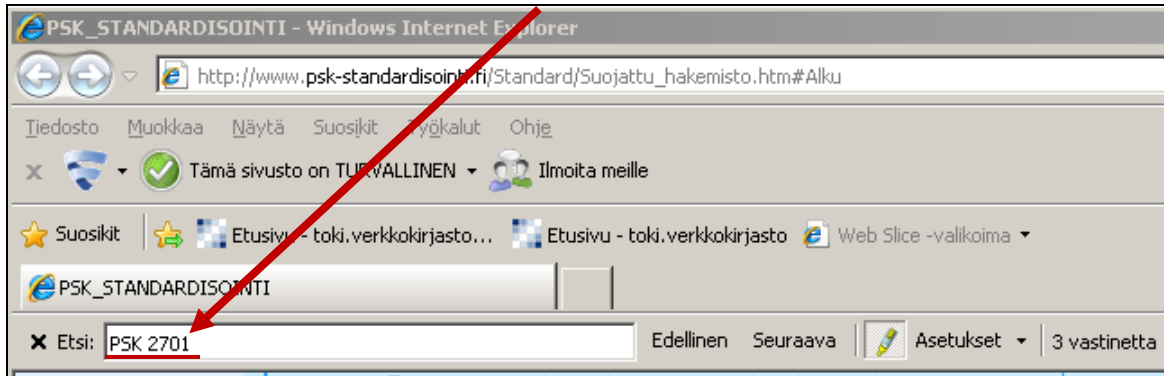 PSK_STANDARDISOINTI - Windows Internet Explorer
http://www.psk-standardisointi.fi/Standard/Suojattu_hakemisto.htm#Alku
Tiedosto Muokkaa Näytä Suosikit Työkalut Ohje
x Tämä sivusto on TURVALLINEN Ilmoita meille
Suosikit Etusivu - toki.verkkokirjasto... Etusivu - toki.verkkokirjasto Web Slice -valikoima
PSK_STANDARDISOINTI
x Etsi: PSK 2701 Edellinen Seuraava Asetukset 3 vastinetta